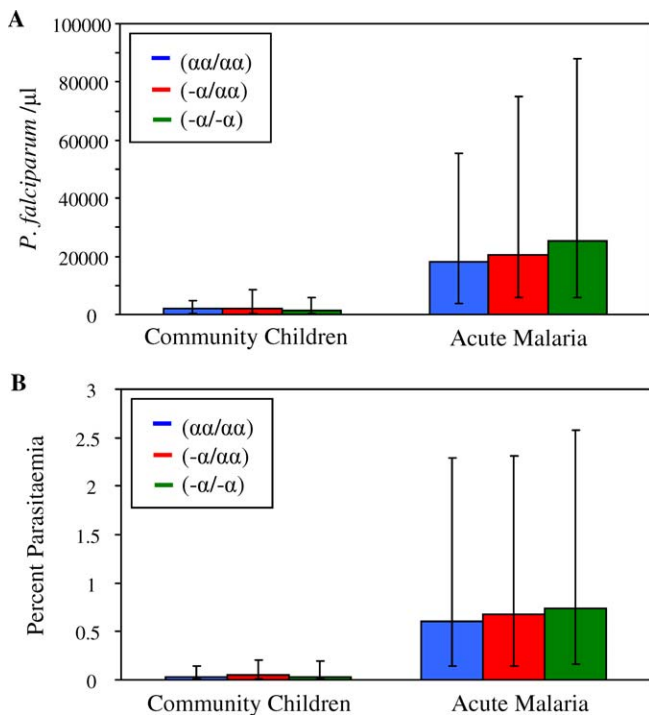 A
100000
80000
60000
40000
20000
0
P. falciparum /µl
(αα/αα)
(-α/αα)
(-α/-α)
Community Children Acute Malaria
B
3
2.5
2
1.5
1
0.5
0
Percent Parasitaemia
(αα/αα)
(-α/αα)
(-α/-α)
Community Children Acute Malaria